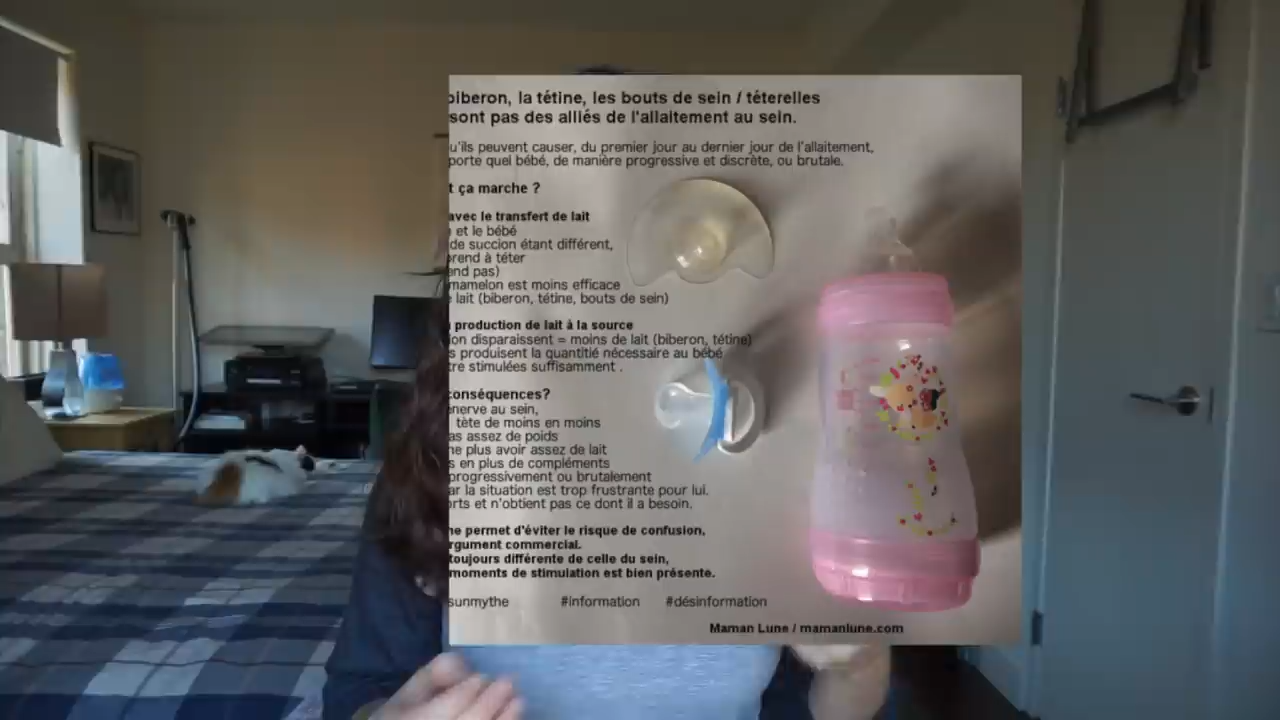 biberon, la tétine, les bouts de sein / téterelles
sont pas des alliés de l'allaitement au sein.
u'ils peuvent causer, du premier jour au dernier jour de l'allaitement,
porte quel bébé, de manière progressive et discrète, ou brutale.
t ça marche ?
avec le transfert de lait
et le bébé
de succion étant différent,
prend à téter
end pas)
mamelon est moins efficace
lait (biberon, tétine, bouts de sein)
production de lait à la source
ion disparaissent = moins de lait (biberon, tétine)
s produisent la quantitié nécessaire au bébé
tre stimulées suffisamment .
conséquences?
énerve au sein,
tète de moins en moins
as assez de poids
ne plus avoir assez de lait
s en plus de compléments
progressivement ou brutalement
ar la situation est trop frustrante pour lui.
orts et n'obtient pas ce dont il a besoin.
ne permet d'éviter le risque de confusion,
rgument commercial.
toujours différente de celle du sein,
moments de stimulation est bien présente.
sunmythe #information #désinformation
Maman Lune / mamanlune.com